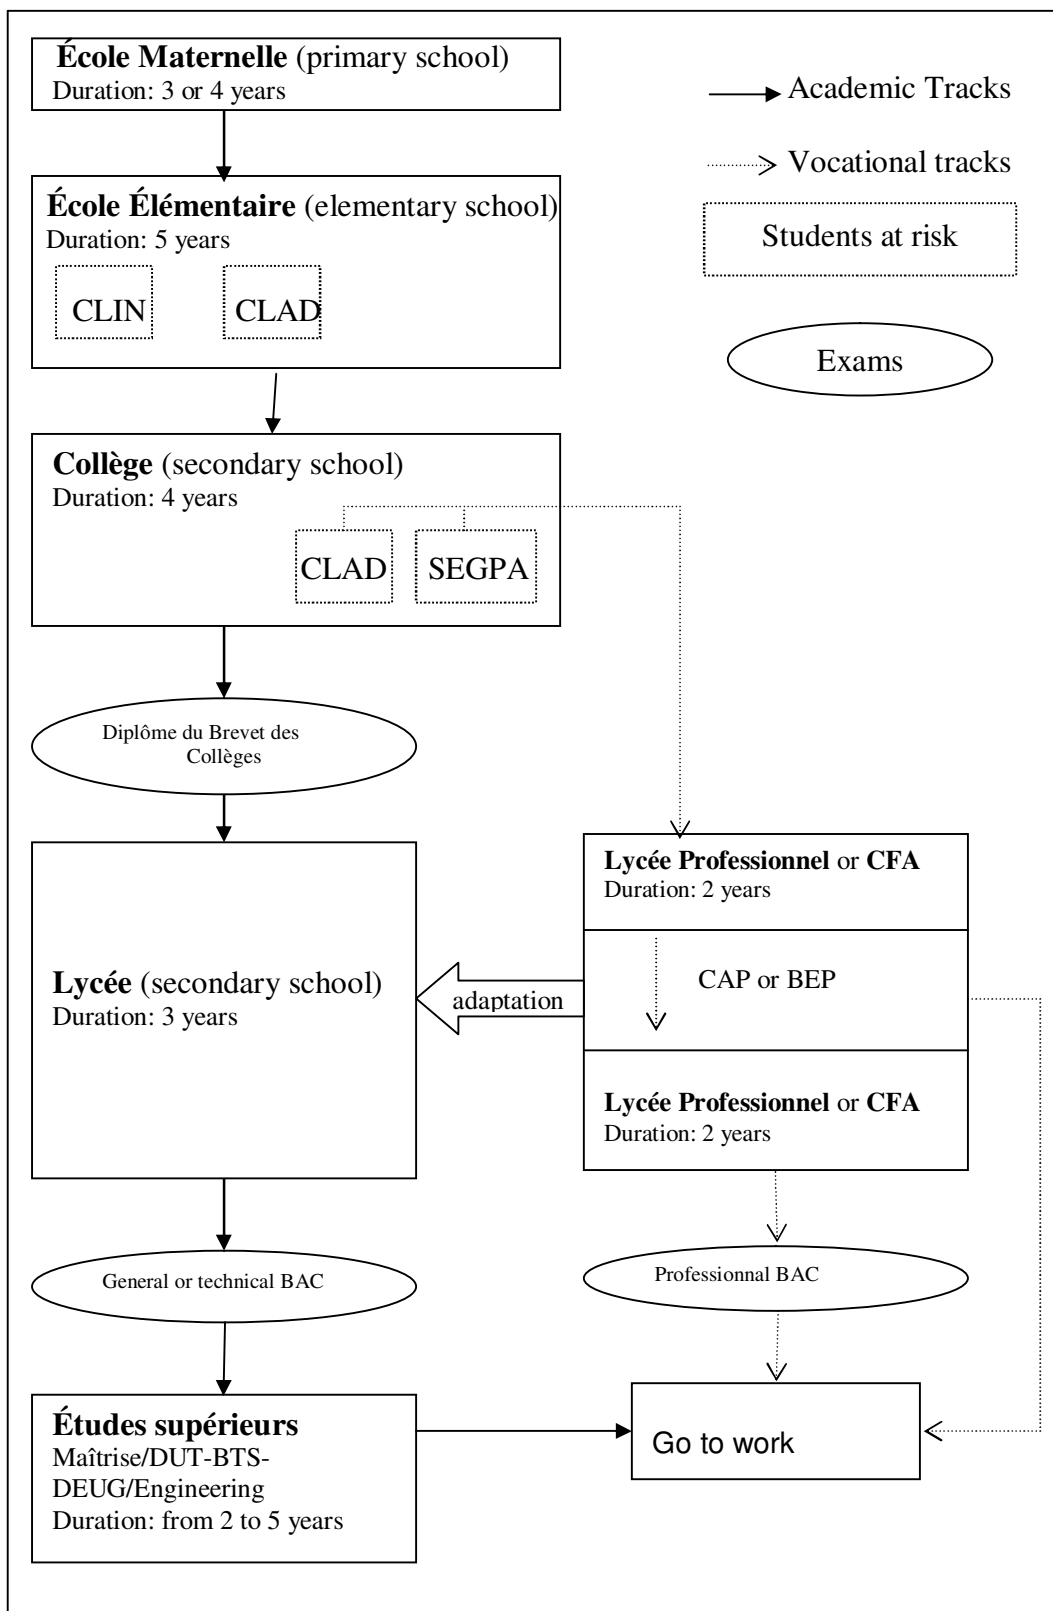 École Maternelle (primary school)
Duration: 3 or 4 years
Academic Tracks
Vocational tracks
Students at risk
Exams
École Élémentaire (elementary school)
Duration: 5 years
CLIN
CLAD
Collège (secondary school)
Duration: 4 years
CLAD
SEGPA
Diplôme du Brevet des
Collèges
Lycée Professionnel or CFA
Duration: 2 years
CAP or BEP
adaptation
Lycée (secondary school)
Duration: 3 years
Lycée Professionnel or CFA
Duration: 2 years
General or technical BAC
Professionnal BAC
Études supérieurs
Maîtrise/DUT-BTS-
DEUG/Engineering
Duration: from 2 to 5 years
Go to work